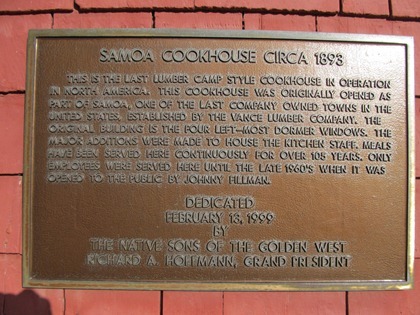 SAMOA COOKHOUSE CIRCA 1893
THIS IS THE LAST LUMBER CAMP STYLE COOKHOUSE IN OPERATION
IN NORTH AMERICA. THIS COOKHOUSE WAS ORIGINALLY OPENED AS
PART OF SAMOA, ONE OF THE LAST COMPANY OWNED TOWNS IN THE
UNITED STATES, ESTABLISHED BY THE VANCE LUMBER COMPANY. THE
ORIGINAL BUILDING IS THE FOUR LEFT-MOST DORMER WINDOWS. THE
MAJOR ADDITIONS WERE MADE TO HOUSE THE KITCHEN STAFF. MEALS
HAVE BEEN SERVED HERE CONTINUOUSLY FOR OVER 105 YEARS. ONLY
EMPLOYEES WERE SERVED HERE UNTIL THE LATE 1960'S WHEN IT WAS
OPENED TO THE PUBLIC BY JOHNNY FILLMAN.
DEDICATED
FEBRUARY 13, 1999
BY
THE NATIVE SONS OF THE GOLDEN WEST
RICHARD A. HOFFMANN, GRAND PRESIDENT